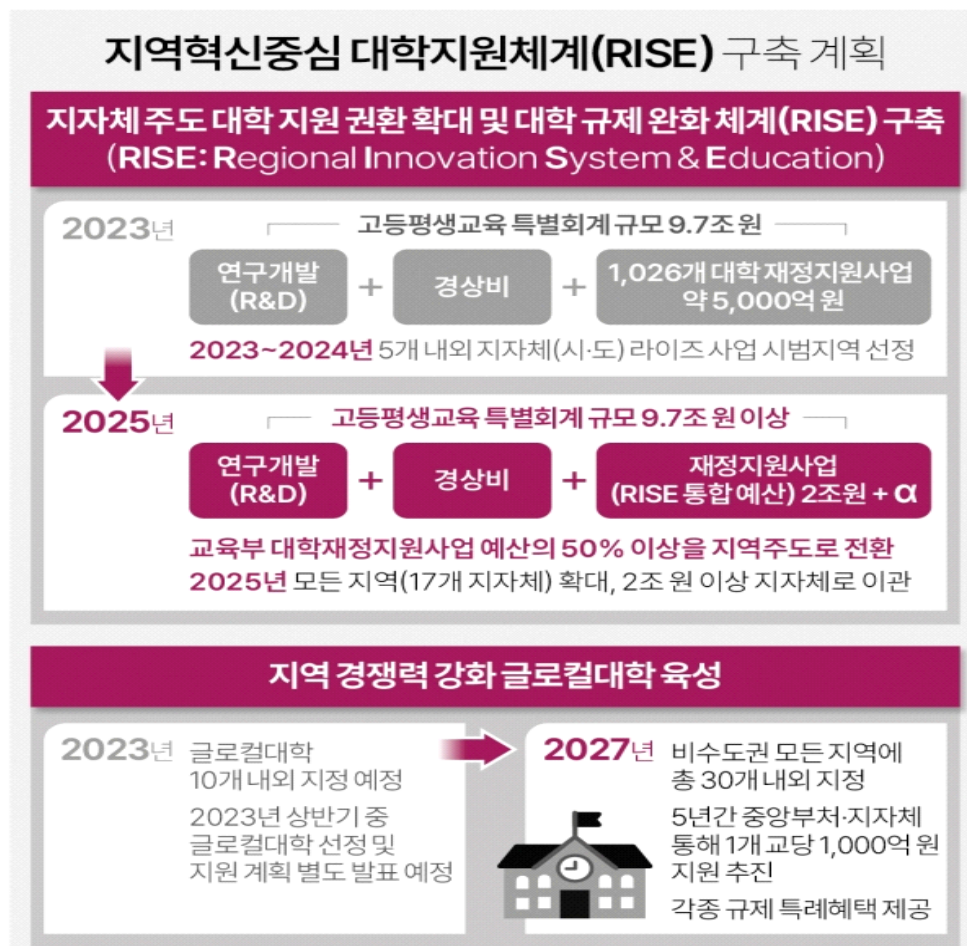 지역혁신중심 대학지원체계(RISE) 구축 계획
지자체 주도 대학 지원 권환 확대 및 대학 규제 완화 체계(RISE) 구축
(RISE: Regional Innovation System & Education)
2023년
고등평생교육 특별회계 규모 9.7조 원
연구개발
(R&D)
+
경상비
+
1,026개 대학 재정지원사업
약 5,000억 원
2023~2024년 5개 내외 지자체(시·도) 라이즈 사업 시범지역 선정
2025년
고등평생교육 특별회계 규모 9.7조 원 이상
연구개발
(R&D)
+
경상비
+
재정지원사업
(RISE 통합 예산) 2조원 + α
교육부 대학재정지원사업 예산의 50% 이상을 지역주도로 전환
2025년 모든 지역(17개 지자체) 확대, 2조 원 이상 지자체로 이관
지역 경쟁력 강화 글로컬대학 육성
2023년
글로컬대학
10개 내외 지정 예정
2023년 상반기 중
글로컬대학 선정 및
지원 계획 별도 발표 예정
2027년
비수도권 모든 지역에
총 30개 내외 지정
5년간 중앙부처·지자체
통해 1개 교당 1,000억 원
지원 추진
각종 규제 특례혜택 제공